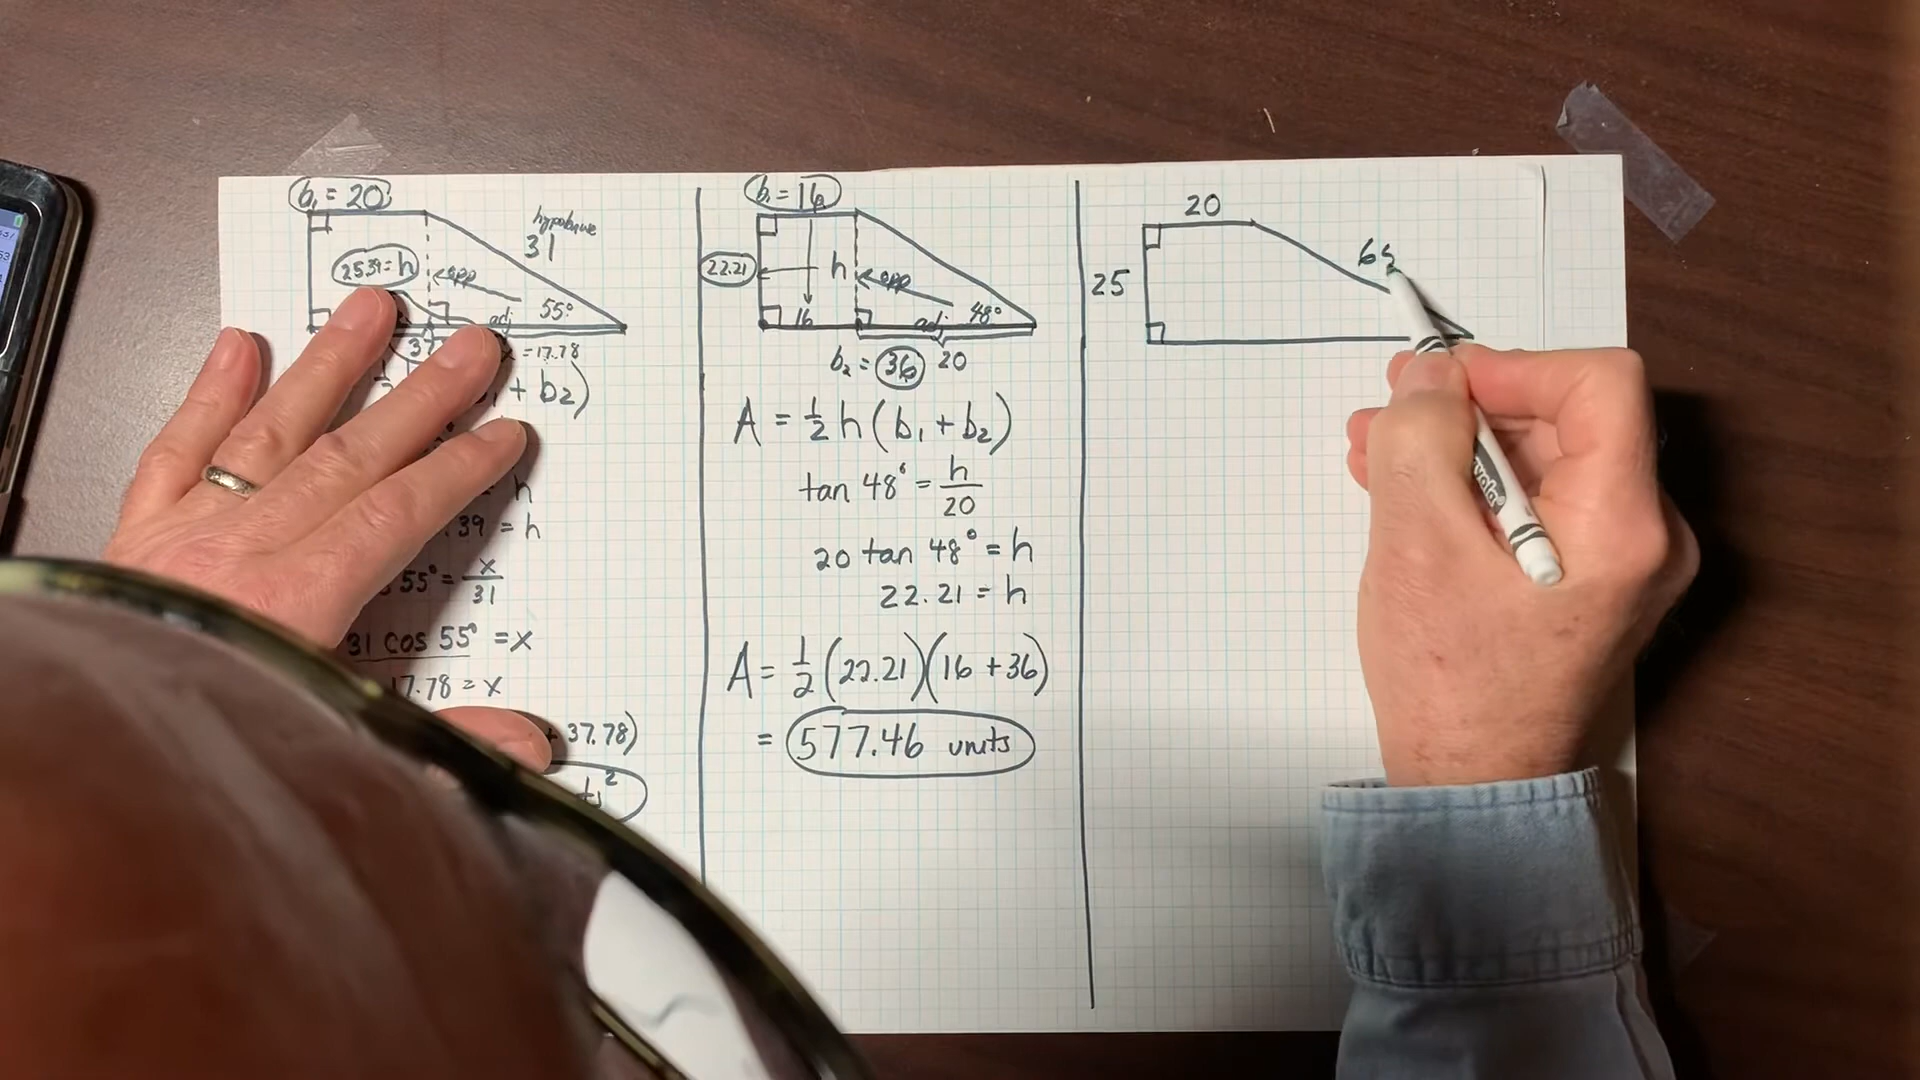 b₁ = 20
hypotenuse
31
25.39 = h
opp
55°
adj
x = 17.78
+ b₂)
h
.39 = h
55° = x/31
31 cos 55° = x
17.78 = x
+ 37.78)
b₁ = 16
22.21
h
opp
48°
16
adj
b₂ = 36 20
A = ½ h (b₁ + b₂)
tan 48° = h/20
20 tan 48° = h
22.21 = h
A = ½ (22.21)(16 + 36)
= 577.46 units
20
25